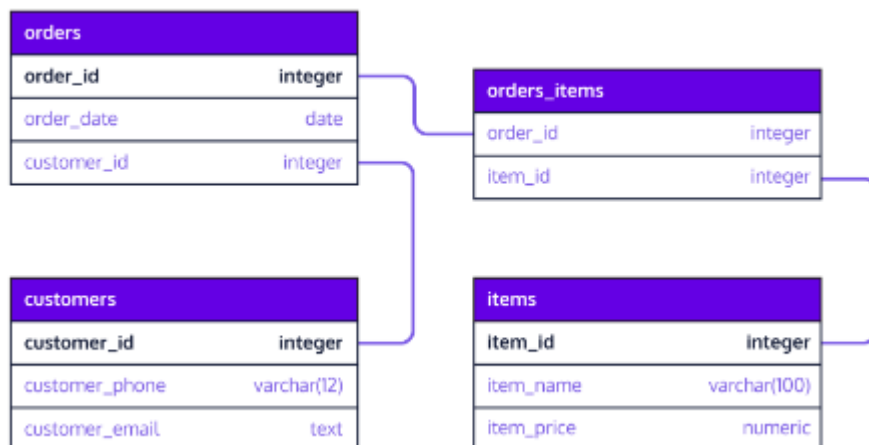 orders
order_id integer
order_date date
customer_id integer
orders_items
order_id integer
item_id integer
customers
customer_id integer
customer_phone varchar(12)
customer_email text
items
item_id integer
item_name varchar(100)
item_price numeric